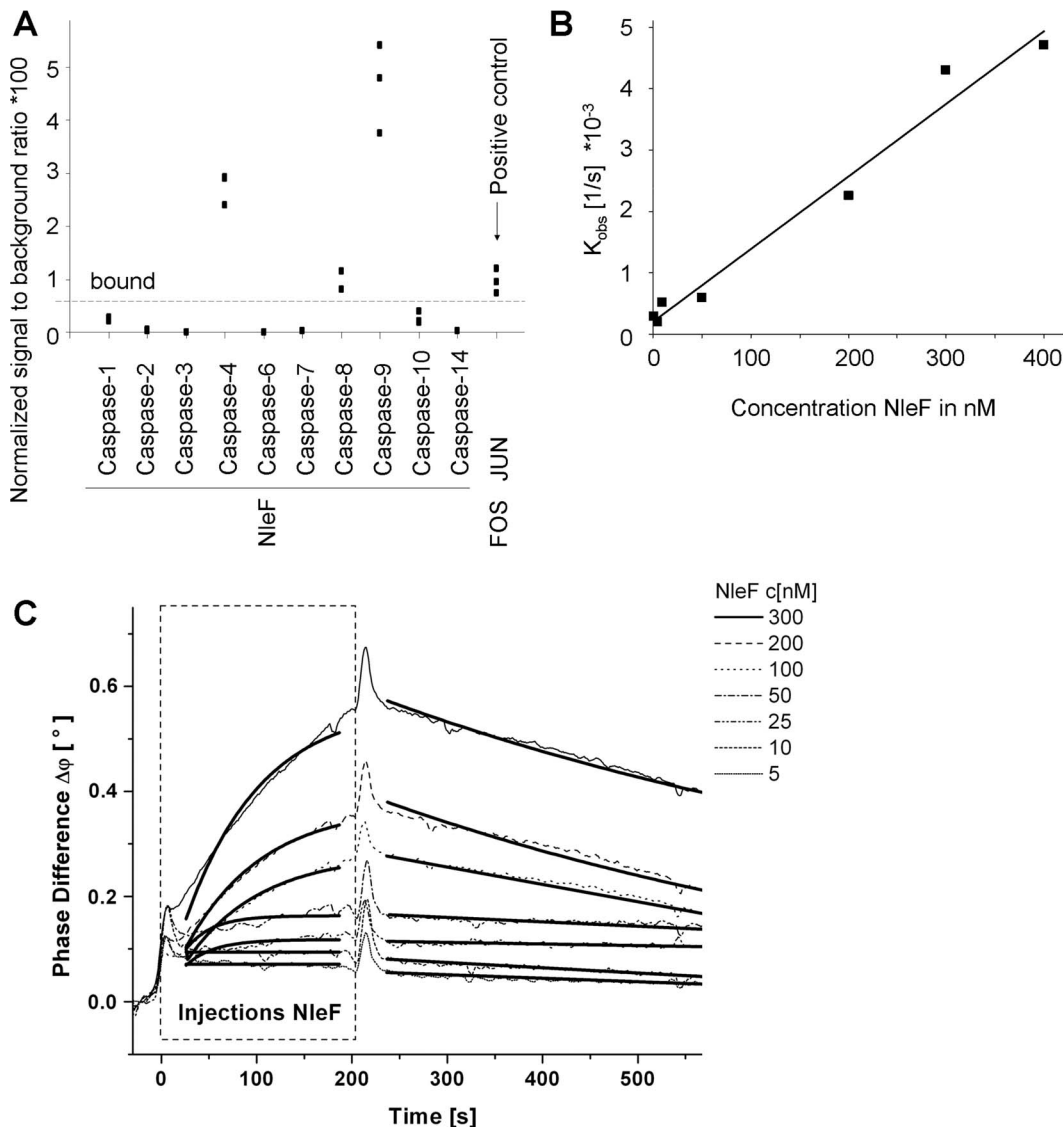 A
Normalized signal to background ratio *100
5
4
3
2
1
0
bound
Positive control
Caspase-1
Caspase-2
Caspase-3
Caspase-4
Caspase-6
Caspase-7
Caspase-8
Caspase-9
Caspase-10
Caspase-14
FOS JUN
NleF
B
Kobs [1/s] *10-3
5
4
3
2
1
0
0
100
200
300
400
Concentration NleF in nM
C
Phase Difference Δφ [ ° ]
0.6
0.4
0.2
0.0
Injections NleF
0
100
200
300
400
500
Time [s]
NleF c[nM]
300
200
100
50
25
10
5